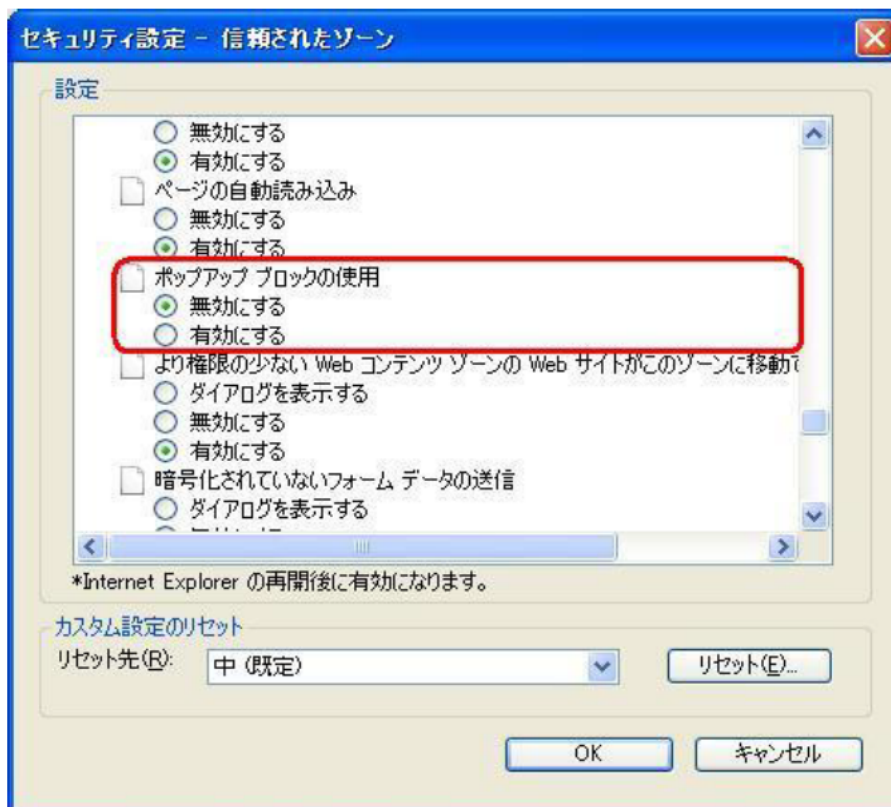 セキュリティ設定 - 信頼されたゾーン
設定
無効にする
有効にする
ページの自動読み込み
無効にする
有効にする
ポップアップ ブロックの使用
無効にする
有効にする
より権限の少ない Web コンテンツ ゾーンの Web サイトがこのゾーンに移動で
ダイアログを表示する
無効にする
有効にする
暗号化されていないフォーム データの送信
ダイアログを表示する
*Internet Explorer の再開後に有効になります。
カスタム設定のリセット
リセット先(R):
中 (既定)
リセット(E)...
OK
キャンセル